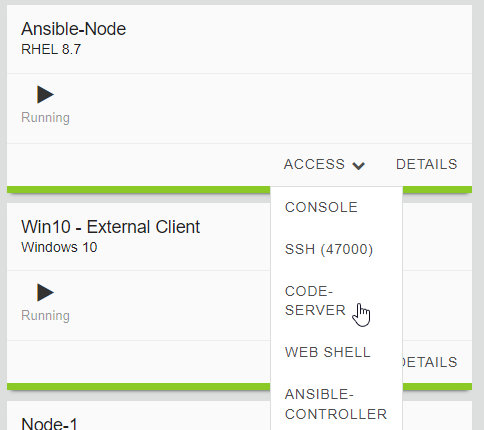 Ansible-Node
RHEL 8.7
Running
ACCESS DETAILS
CONSOLE
SSH (47000)
CODE-
SERVER
WEB SHELL
ANSIBLE-
CONTROLLER
Win10 - External Client
Windows 10
Running
DETAILS
Node-1